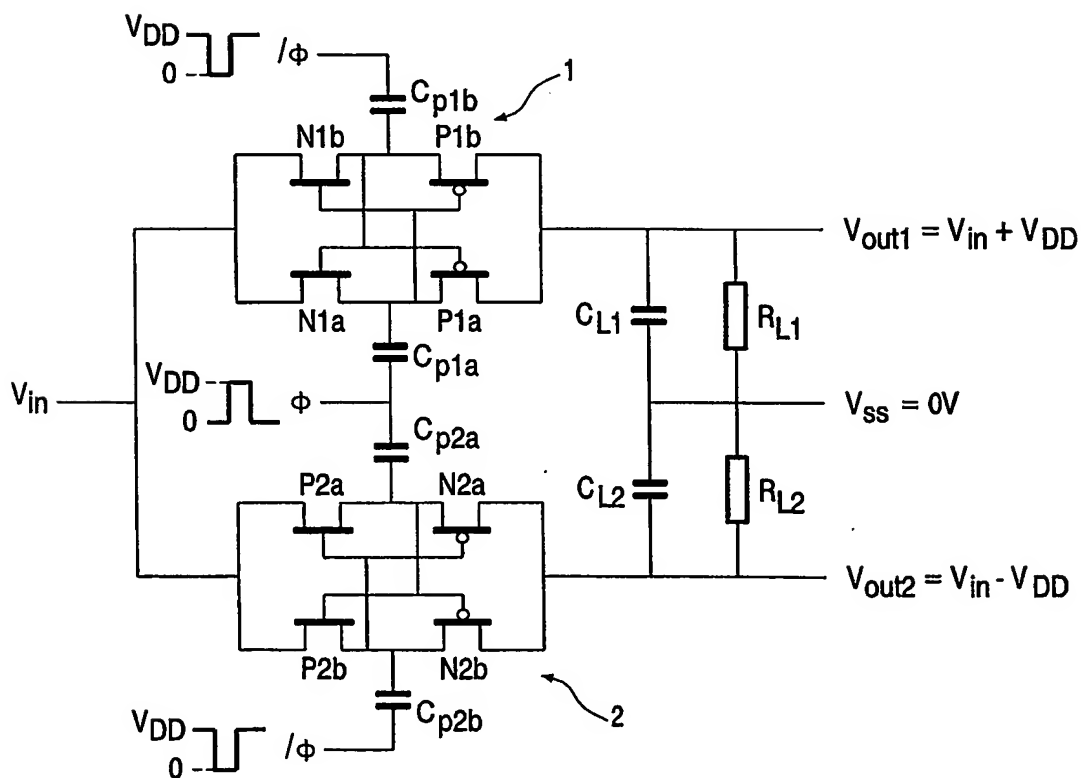 VDD
0
/Φ
Cp1b
1
N1b
P1b
Vout1 = Vin + VDD
N1a
P1a
CL1
RL1
Cp1a
Vin
VDD
0
Φ
Vss = 0V
Cp2a
P2a
N2a
CL2
RL2
Vout2 = Vin - VDD
P2b
N2b
Cp2b
2
VDD
0
/Φ